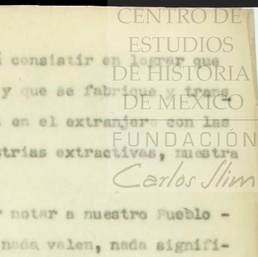 CENTRO DE
ESTUDIOS
DE HISTORIA
DE MÉXICO
FUNDACIÓN
Carlos Slim
consistir en lograr que
y que se fabrique y trans
en el extranjero con las
strias extractivas, nuestra
notar a nuestro Pueblo -
nada valen, nada signifi-